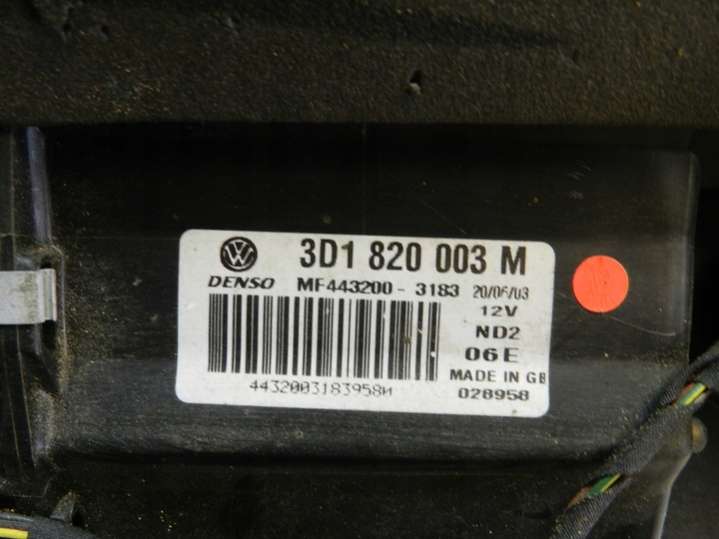 3D1 820 003 M
DENSO MF443200-3183 20/06/03
12V
ND2
06E
MADE IN GB
4432003183958M 028958